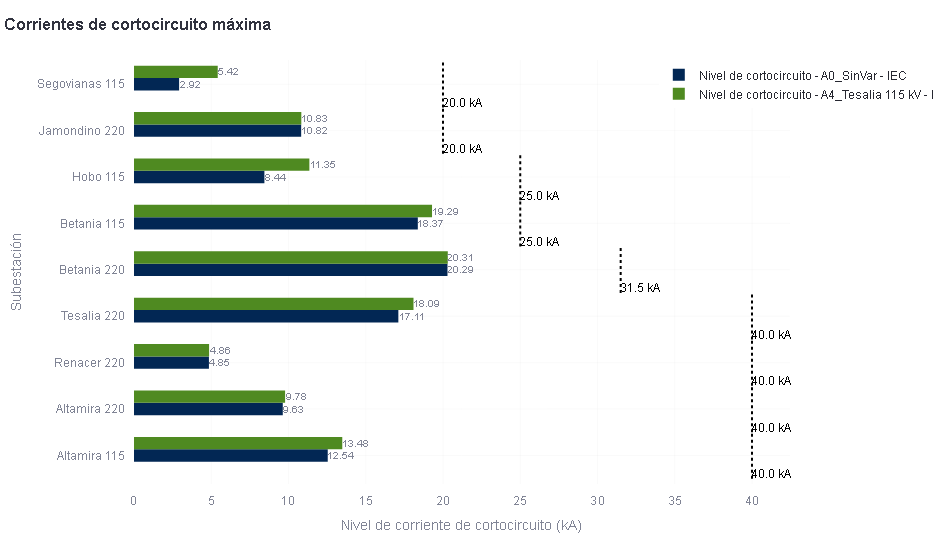 Corrientes de cortocircuito máxima
Nivel de cortocircuito - A0_SinVar - IEC
Nivel de cortocircuito - A4_Tesalia 115 kV - I
Subestación
Segovianas 115
5.42
2.92
20.0 kA
Jamondino 220
10.83
10.82
20.0 kA
Hobo 115
11.35
8.44
25.0 kA
Betania 115
19.29
18.37
25.0 kA
Betania 220
20.31
20.29
31.5 kA
Tesalia 220
18.09
17.11
40.0 kA
Renacer 220
4.86
4.85
40.0 kA
Altamira 220
9.78
9.63
40.0 kA
Altamira 115
13.48
12.54
40.0 kA
0 5 10 15 20 25 30 35 40
Nivel de corriente de cortocircuito (kA)